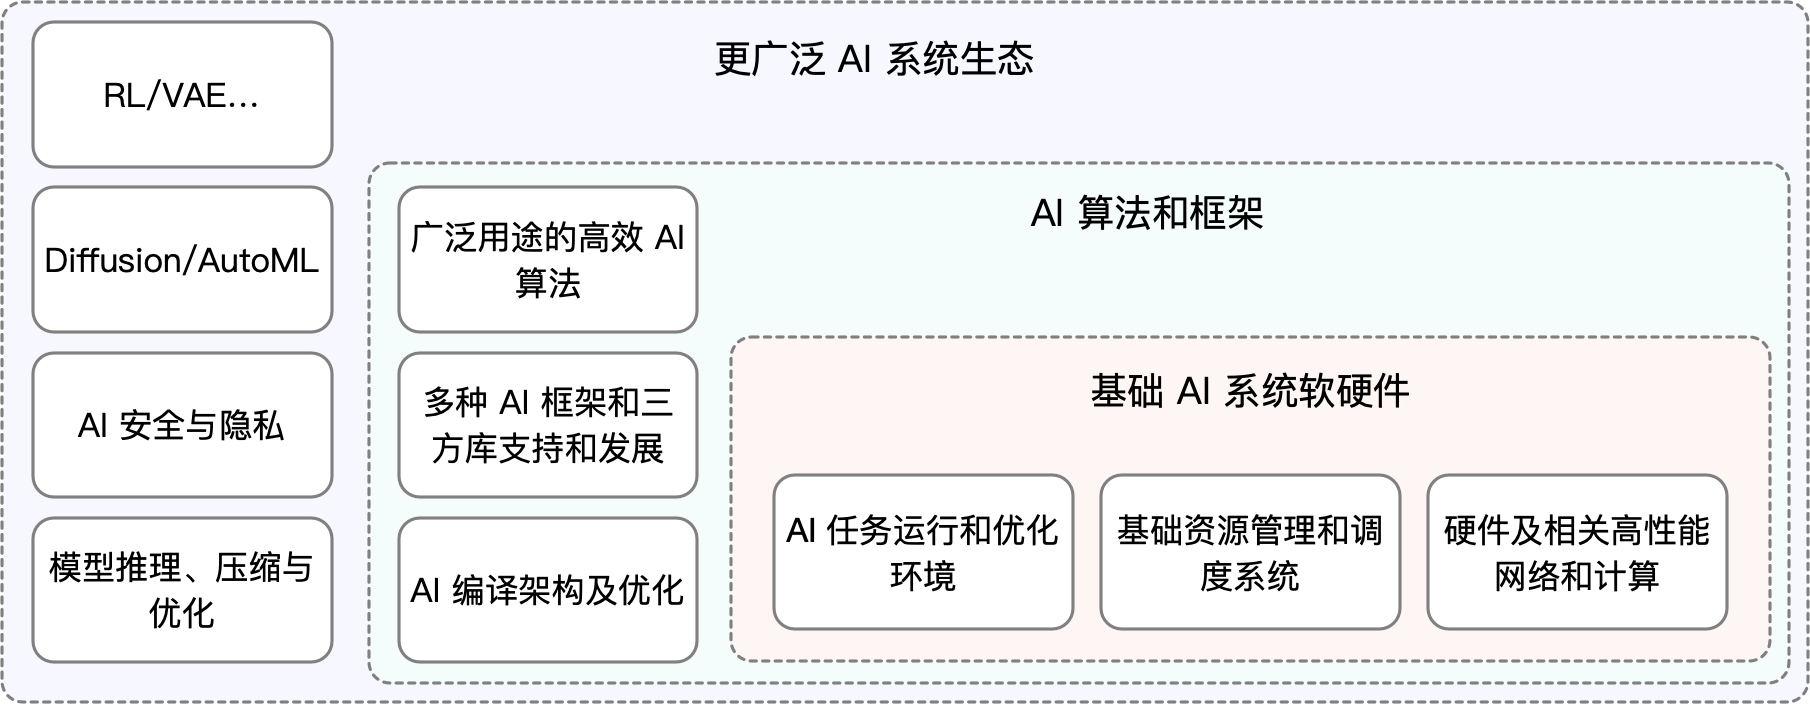 更广泛 AI 系统生态
RL/VAE...
Diffusion/AutoML
AI 安全与隐私
模型推理、压缩与
优化
AI 算法和框架
广泛用途的高效 AI
算法
多种 AI 框架和三
方库支持和发展
AI 编译架构及优化
基础 AI 系统软硬件
AI 任务运行和优化
环境
基础资源管理和调
度系统
硬件及相关高性能
网络和计算